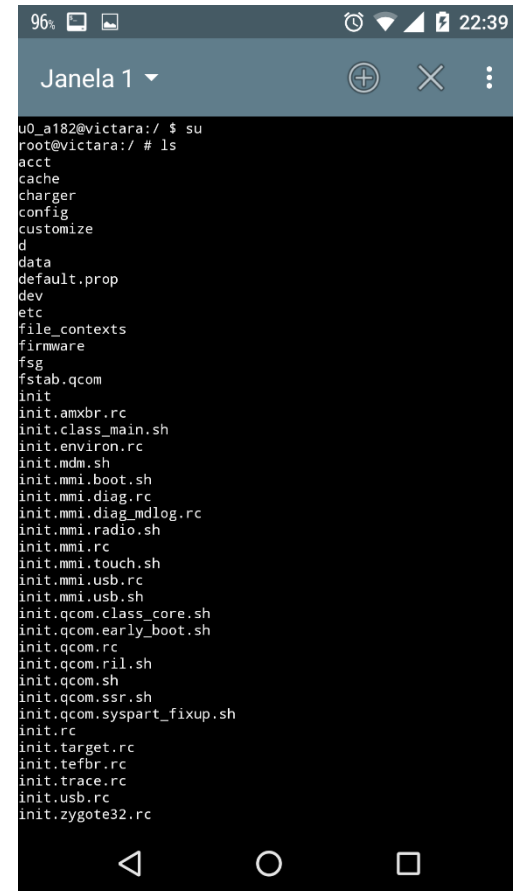 96% 22:39
Janela 1
u0_a182@victara:/ $ su
root@victara:/ # ls
acct
cache
charger
config
customize
d
data
default.prop
dev
etc
file_contexts
firmware
fsg
fstab.qcom
init
init.amxbr.rc
init.class_main.sh
init.environ.rc
init.mdm.sh
init.mmi.boot.sh
init.mmi.diag.rc
init.mmi.diag_mdlog.rc
init.mmi.radio.sh
init.mmi.rc
init.mmi.touch.sh
init.mmi.usb.rc
init.mmi.usb.sh
init.qcom.class_core.sh
init.qcom.early_boot.sh
init.qcom.rc
init.qcom.ril.sh
init.qcom.sh
init.qcom.ssr.sh
init.qcom.syspart_fixup.sh
init.rc
init.target.rc
init.tefbr.rc
init.trace.rc
init.usb.rc
init.zygote32.rc